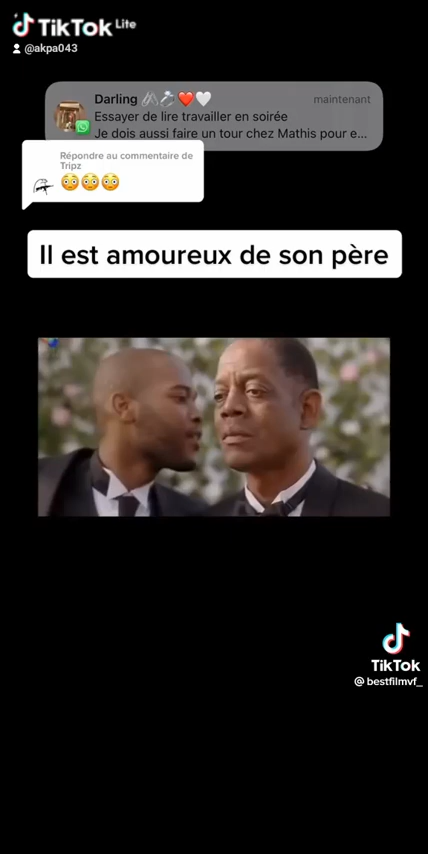 TikTok Lite
@akpa043
Darling 🖇️💍❤️🤍 maintenant
Essayer de lire travailler en soirée
Je dois aussi faire un tour chez Mathis pour e...
Répondre au commentaire de
Tripz
😳😳😳
Il est amoureux de son père
TikTok
@bestfilmvf_